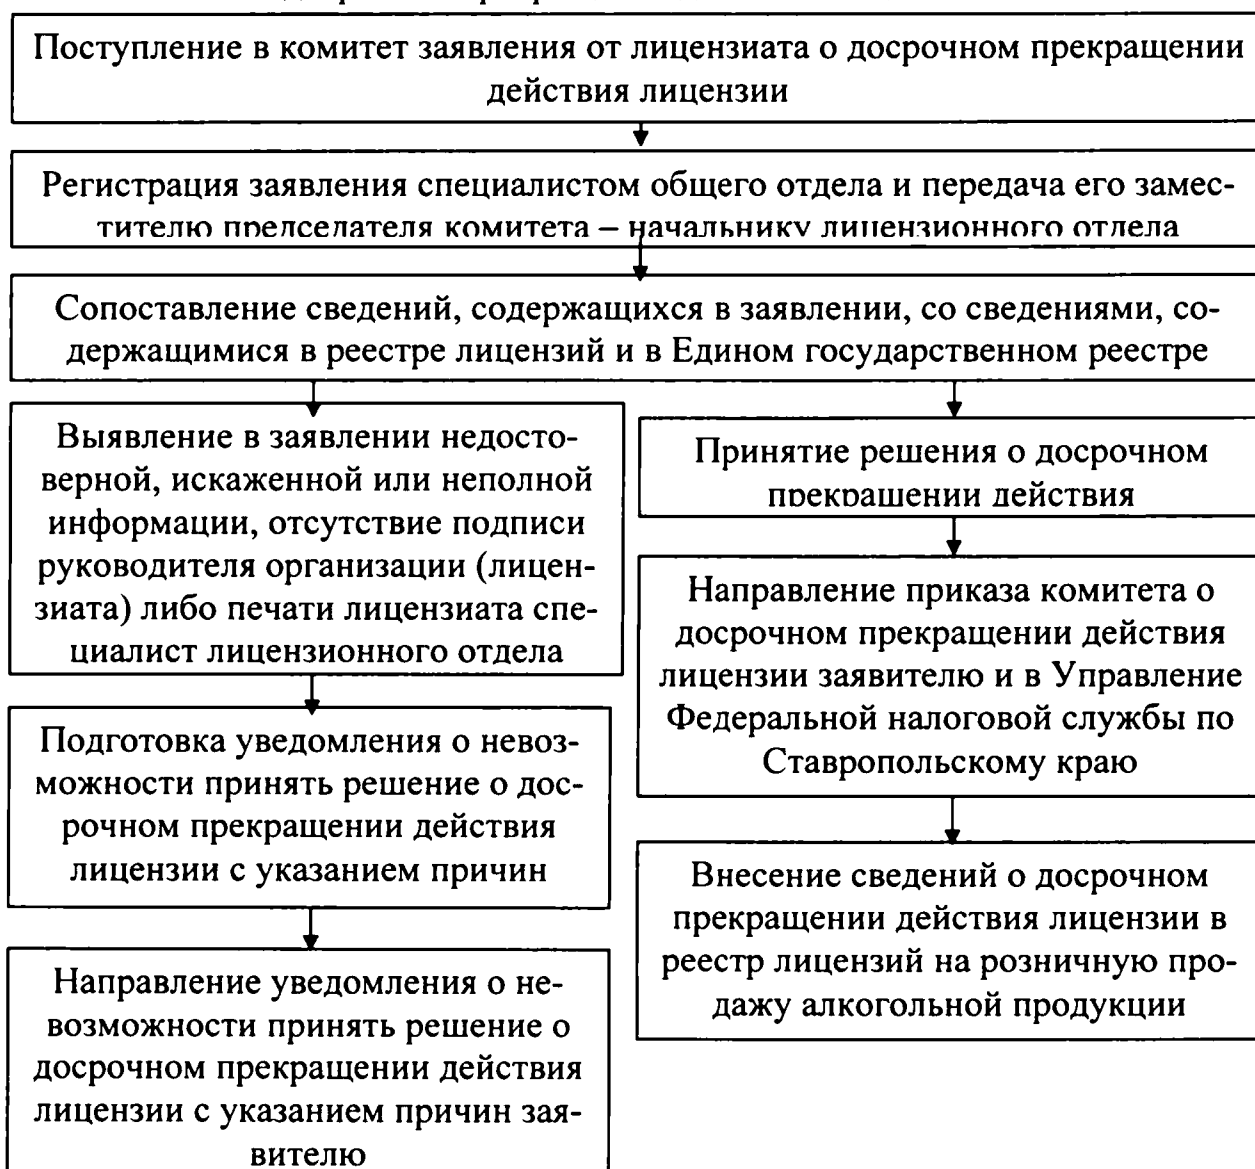 Поступление в комитет заявления от лицензиата о досрочном прекращении
действия лицензии
Регистрация заявления специалистом общего отдела и передача его замес-
тителю председателя комитета – начальнику лицензионного отдела
Сопоставление сведений, содержащихся в заявлении, со сведениями, со-
держащимися в реестре лицензий и в Едином государственном реестре
Выявление в заявлении недосто-
верной, искаженной или неполной
информации, отсутствие подписи
руководителя организации (лицен-
зиата) либо печати лицензиата спе-
циалист лицензионного отдела
Подготовка уведомления о невоз-
можности принять решение о дос-
рочном прекращении действия
лицензии с указанием причин
Направление уведомления о не-
возможности принять решение о
досрочном прекращении действия
лицензии с указанием причин зая-
вителю
Принятие решения о досрочном
прекращении действия
Направление приказа комитета о
досрочном прекращении действия
лицензии заявителю и в Управление
Федеральной налоговой службы по
Ставропольскому краю
Внесение сведений о досрочном
прекращении действия лицензии в
реестр лицензий на розничную про-
дажу алкогольной продукции